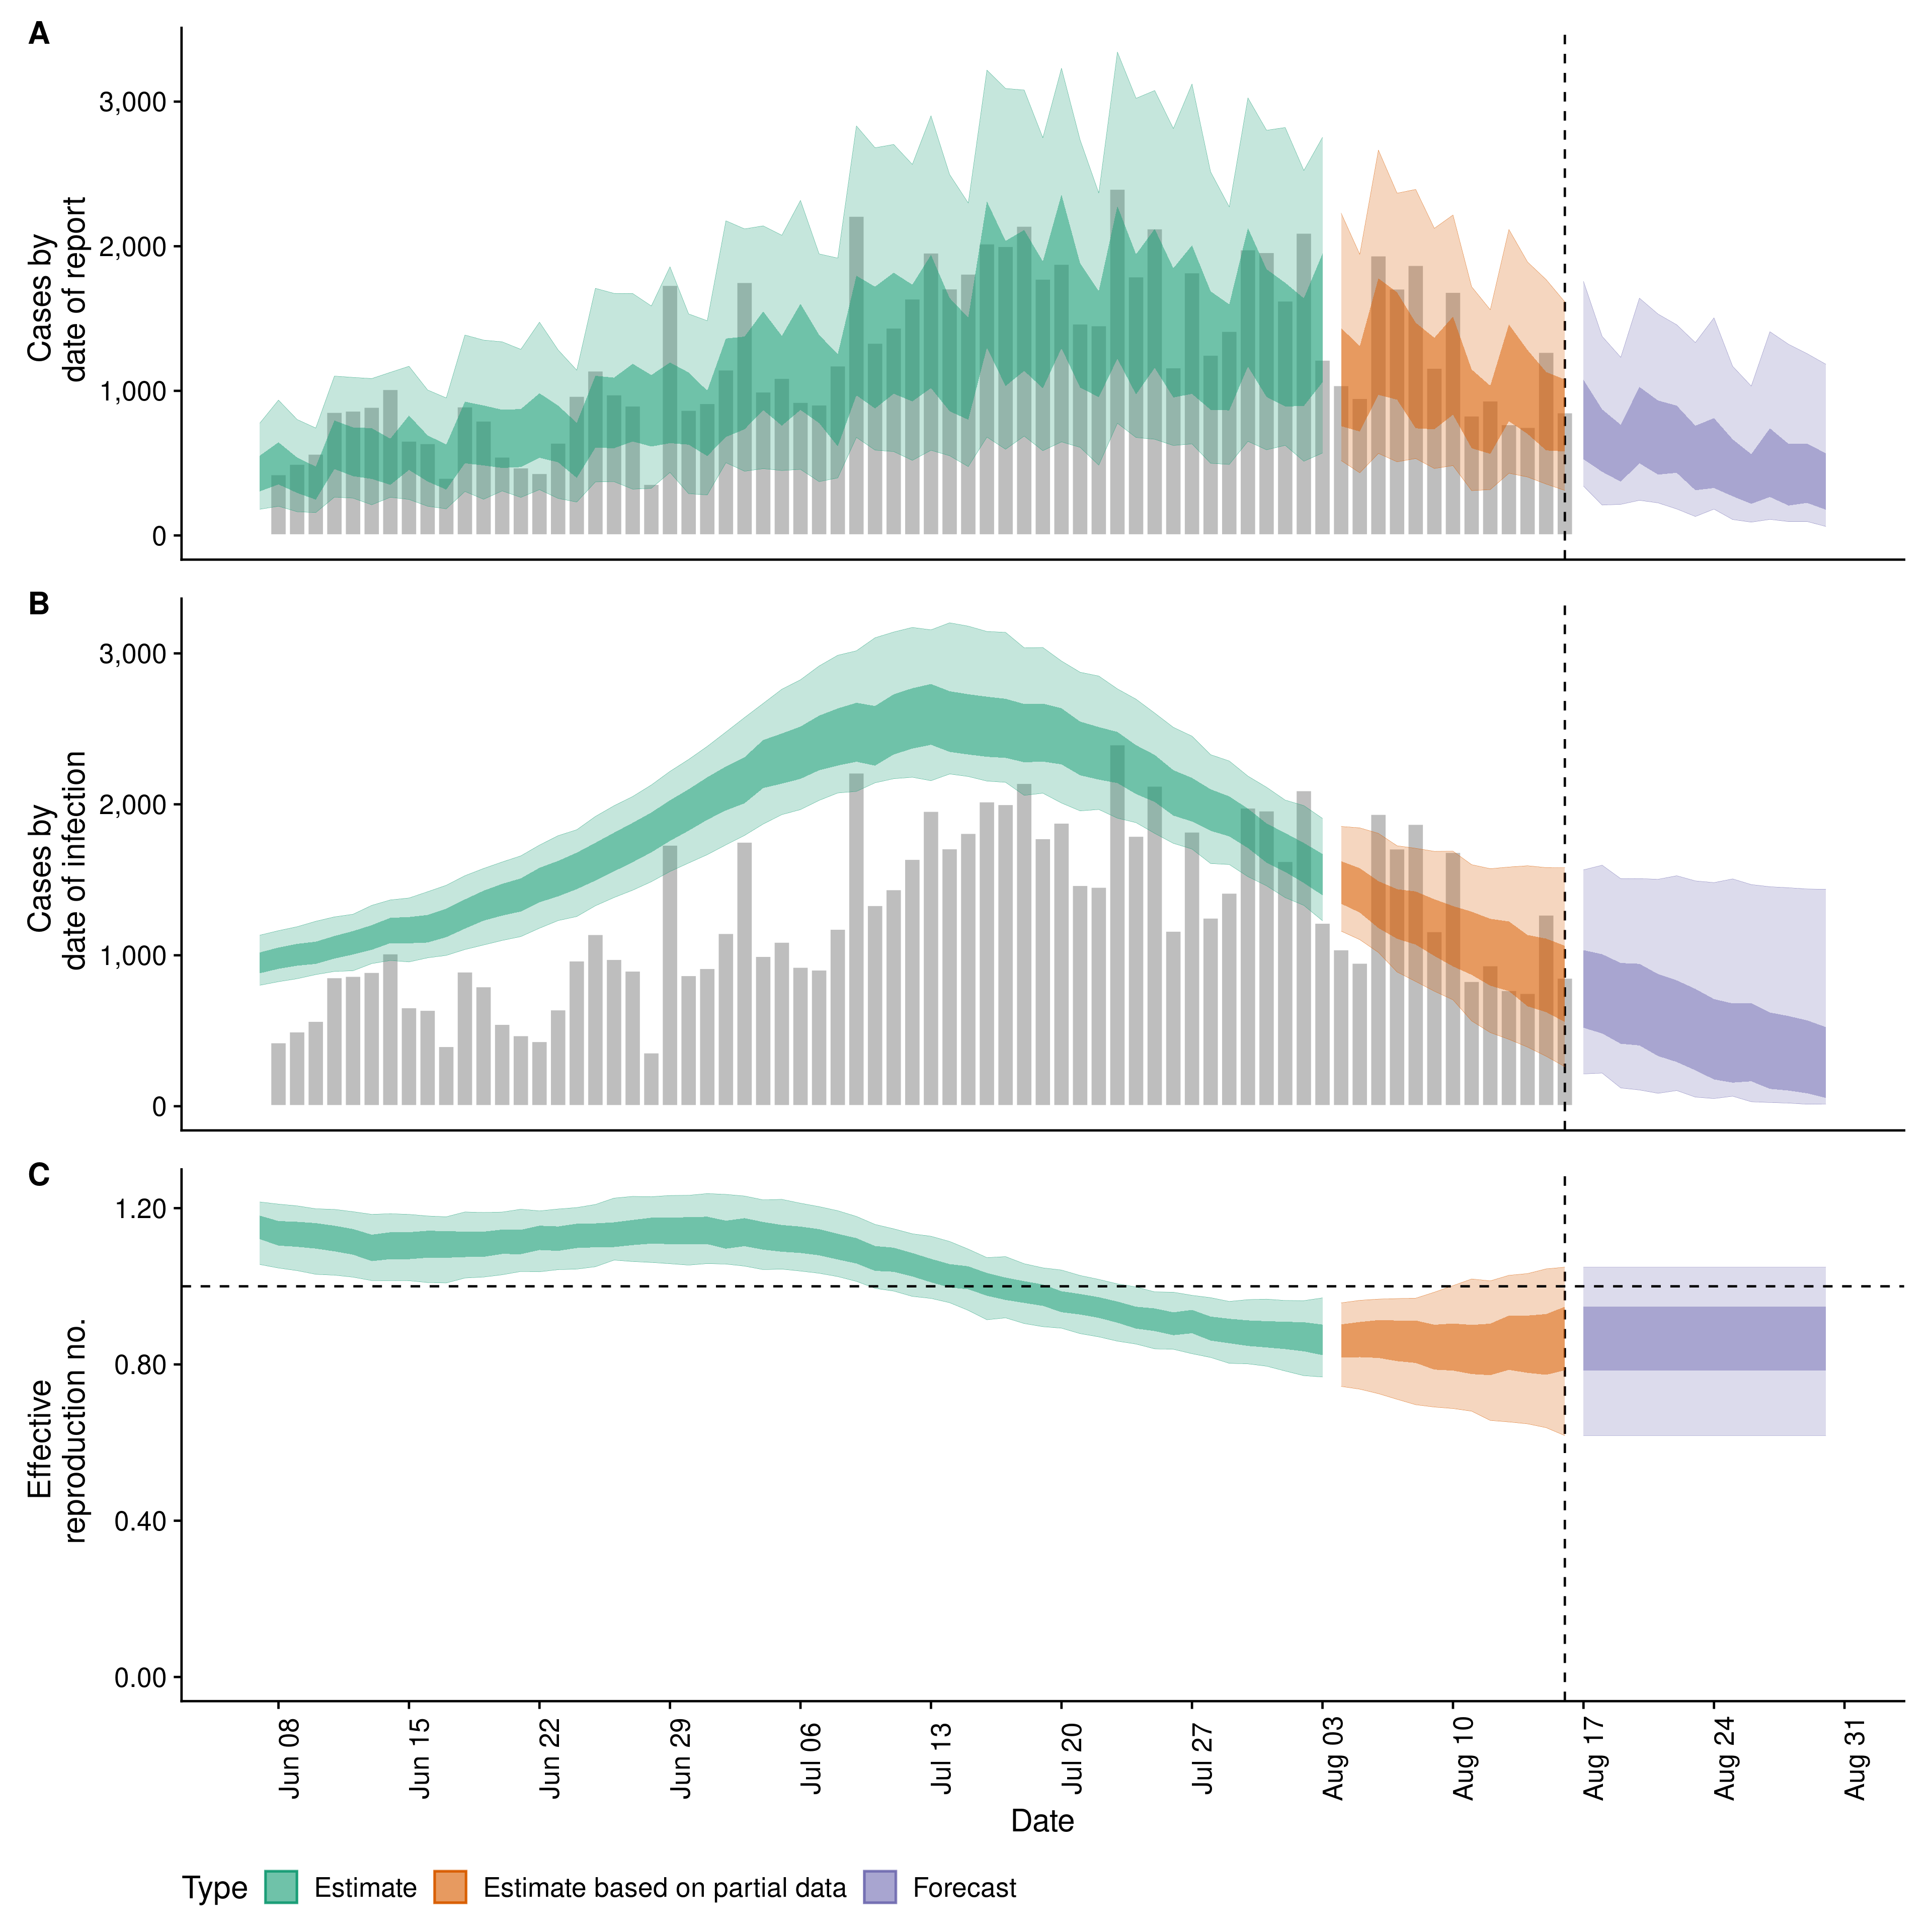 A
Cases by
date of report
3,000
2,000
1,000
0
B
Cases by
date of infection
3,000
2,000
1,000
0
C
Effective
reproduction no.
1.20
0.80
0.40
0.00
Jun 08
Jun 15
Jun 22
Jun 29
Jul 06
Jul 13
Jul 20
Jul 27
Aug 03
Aug 10
Aug 17
Aug 24
Aug 31
Date
Type Estimate Estimate based on partial data Forecast